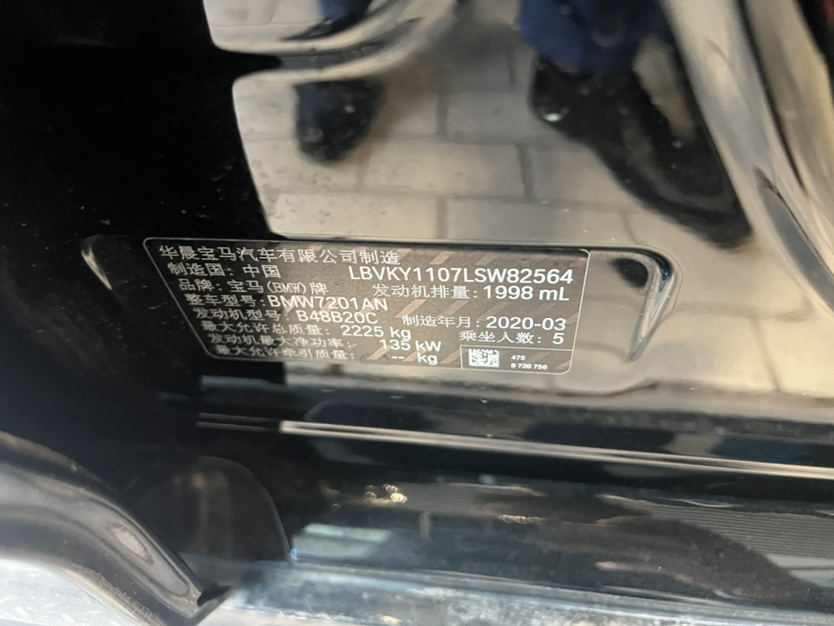 华晨宝马汽车有限公司制造
制造国: 中国 LBVKY1107LSW82564
品牌: 宝马(BMW)牌 发动机排量: 1998 mL
整车型号: BMW7201AN
发动机型号: B48B20C 制造年月: 2020-03
最大允许总质量: 2225 kg 乘坐人数: 5
发动机最大净功率: 135 kW
最大允许牵引质量: -- kg
475
6 739 756